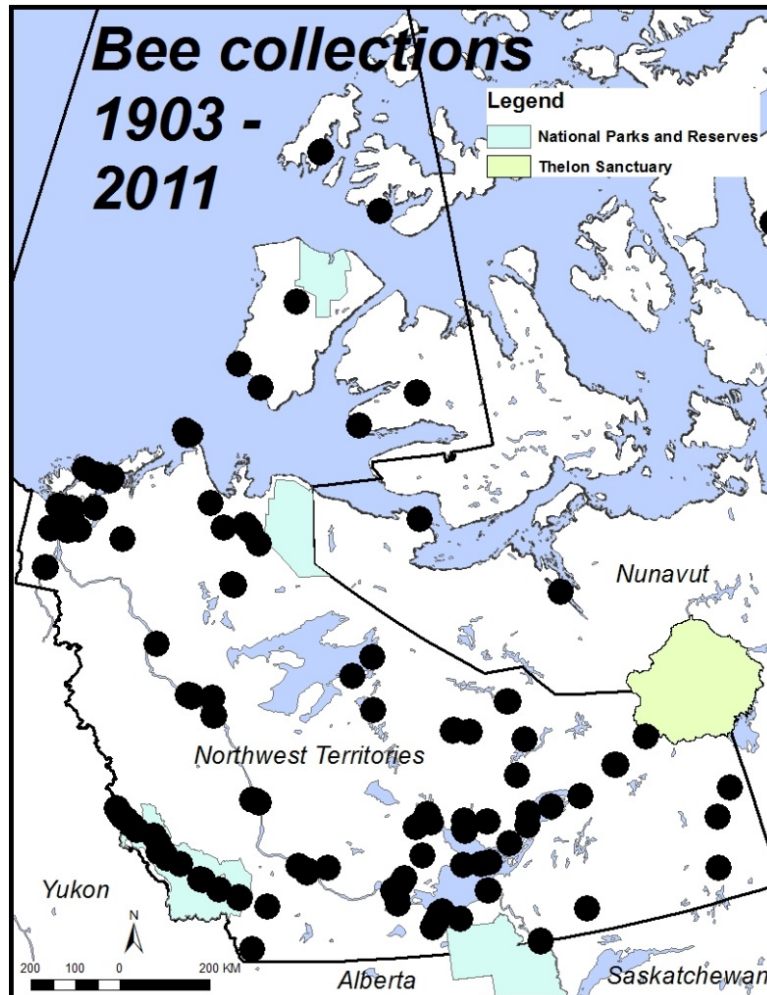 Bee collections
1903 -
2011
Legend
National Parks and Reserves
Thelon Sanctuary
Nunavut
Northwest Territories
Yukon
N
200 100 0 200 KM
Alberta
Saskatchewan